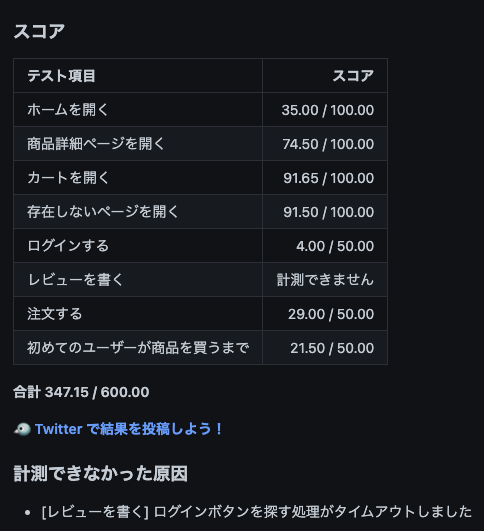 スコア
テスト項目 スコア
ホームを開く 35.00 / 100.00
商品詳細ページを開く 74.50 / 100.00
カートを開く 91.65 / 100.00
存在しないページを開く 91.50 / 100.00
ログインする 4.00 / 50.00
レビューを書く 計測できません
注文する 29.00 / 50.00
初めてのユーザーが商品を買うまで 21.50 / 50.00
合計 347.15 / 600.00
Twitter で結果を投稿しよう！
計測できなかった原因
• [レビューを書く] ログインボタンを探す処理がタイムアウトしました